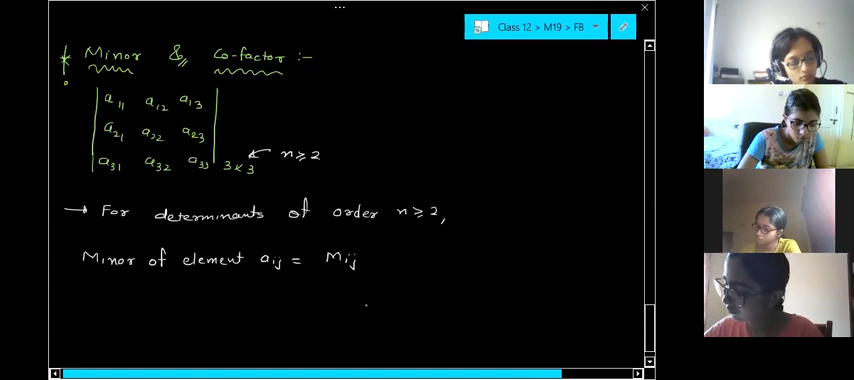 Class 12 > M19 > FB
* Minor & Co-factor :-
a11 a12 a13
a21 a22 a23
a31 a32 a33 3×3 ← n≥2
→ For determinants of order n≥2,
Minor of element aij = Mij